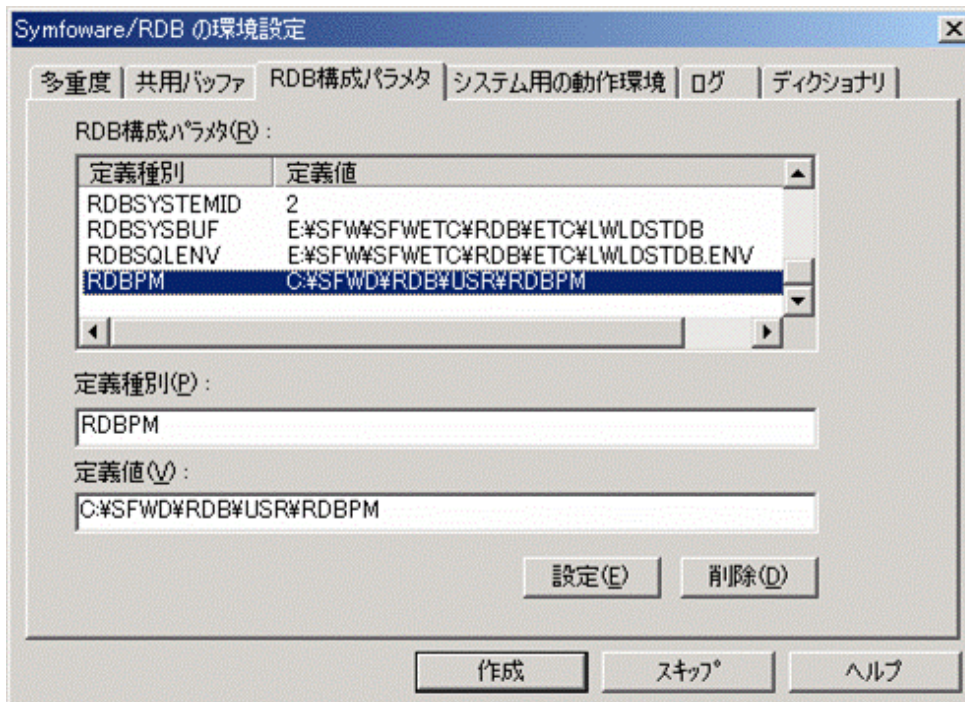 Symfoware/RDB の環境設定
多重度 共用バッファ RDB構成パラメタ システム用の動作環境 ログ ディクショナリ
RDB構成パラメタ(R) :
定義種別 定義値
RDBSYSTEMID 2
RDBSYSBUF E:¥SFW¥SFWETC¥RDB¥ETC¥LWLDSTDB
RDBSQLENV E:¥SFW¥SFWETC¥RDB¥ETC¥LWLDSTDB.ENV
RDBPM C:¥SFWD¥RDB¥USR¥RDBPM
定義種別(P) :
RDBPM
定義値(V) :
C:¥SFWD¥RDB¥USR¥RDBPM
設定(E) 削除(D)
作成 スキップ ヘルプ